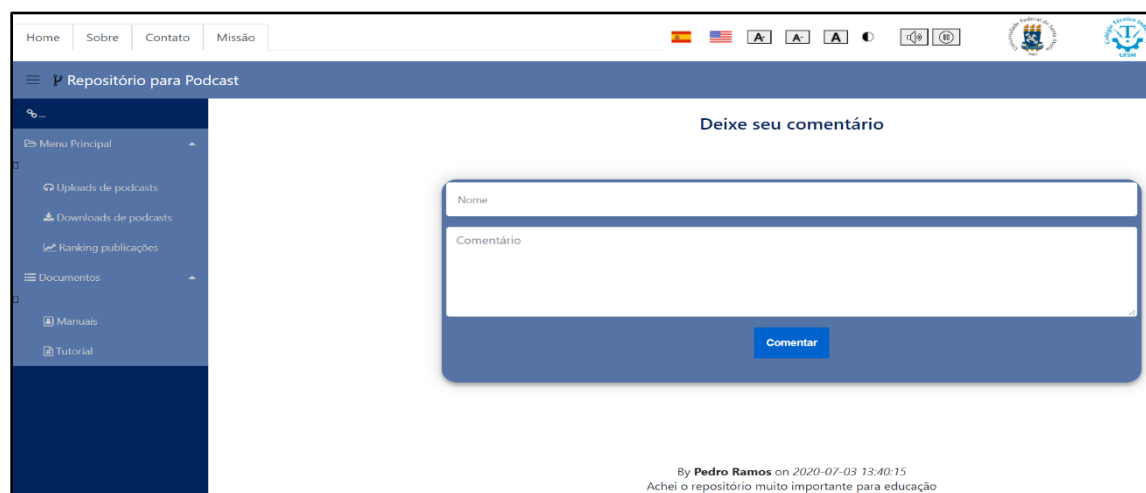 Home Sobre Contato Missão
A- A- A
Repositório para Podcast
...
Menu Principal
Uploads de podcasts
Downloads de podcasts
Ranking publicações
Documentos
Manuais
Tutorial
Deixe seu comentário
Nome
Comentário
Comentar
By Pedro Ramos on 2020-07-03 13:40:15
Achei o repositório muito importante para educação
UFSM